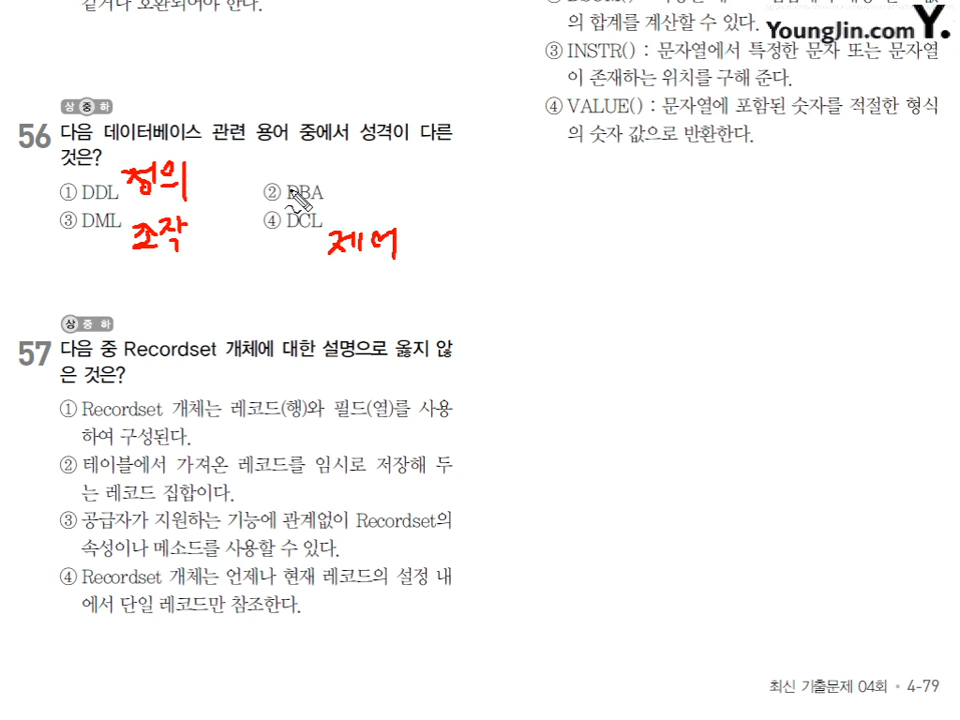 같거나 호환되어야 한다.
상 중 하
56 다음 데이터베이스 관련 용어 중에서 성격이 다른
것은?
① DDL 정의
② DBA
③ DML 조작
④ DCL 제어
상 중 하
57 다음 중 Recordset 개체에 대한 설명으로 옳지 않
은 것은?
① Recordset 개체는 레코드(행)와 필드(열)를 사용
하여 구성된다.
② 테이블에서 가져온 레코드를 임시로 저장해 두
는 레코드 집합이다.
③ 공급자가 지원하는 기능에 관계없이 Recordset의
속성이나 메소드를 사용할 수 있다.
④ Recordset 개체는 언제나 현재 레코드의 설정 내
에서 단일 레코드만 참조한다.
의 합계를 계산할 수 있다.
③ INSTR() : 문자열에서 특정한 문자 또는 문자열
이 존재하는 위치를 구해 준다.
④ VALUE() : 문자열에 포함된 숫자를 적절한 형식
의 숫자 값으로 반환한다.
YoungJin.com Y.
최신 기출문제 04회 • 4-79